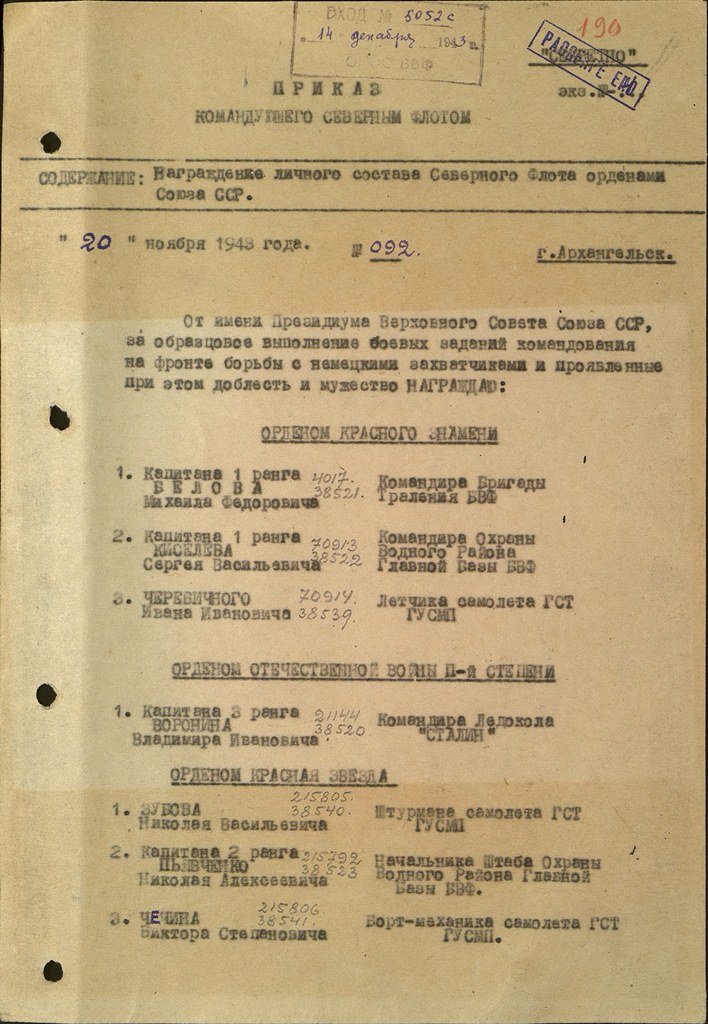 ВХОД № 5052с
"14" декабря 1943 г.
190
"СЕКРЕТНО"
экз.№
ПРИКАЗ
КОМАНДУЮЩЕГО СЕВЕРНЫМ ФЛОТОМ
СОДЕРЖАНИЕ: Награждение личного состава Северного Флота орденами
Союза ССР.
"20" ноября 1943 года. № 092. г.Архангельск.
От имени Президиума Верховного Совета Союза ССР,
за образцовое выполнение боевых заданий командования
на фронте борьбы с немецкими захватчиками и проявленные
при этом доблесть и мужество НАГРАЖДАЮ:
ОРДЕНОМ КРАСНОГО ЗНАМЕНИ
1. Капитана 1 ранга 4017. Командира Бригады
БЕЛОВА 38521. Траления БВФ
Михаила Федоровича
2. Капитана 1 ранга 70913 Командира Охраны
КИСЕЛЕВА 38522 Водного Района
Сергея Васильевича Главной Базы БВФ
3. ЧЕРЕВИЧНОГО 70914. Летчика самолета ГСТ
Ивана Ивановича 38539. ГУСМП
ОРДЕНОМ ОТЕЧЕСТВЕННОЙ ВОЙНЫ П-й СТЕПЕНИ
1. Капитана 3 ранга 21144 Командира Ледокола
ВОРОНИНА 38520. "СТАЛИН"
Владимира Ивановича
ОРДЕНОМ КРАСНАЯ ЗВЕЗДА
215805.
1. ЗУБОВА 38540. Штурмана самолета ГСТ
Николая Васильевича ГУСМП
2. Капитана 2 ранга 215792 Начальника Штаба Охраны
38523 Водного Района Главной
Николая Алексеевича Базы БВФ.
215806
3. ЧЕЧИНА 38541. Борт-механика самолета ГСТ
Виктора Степановича ГУСМП.